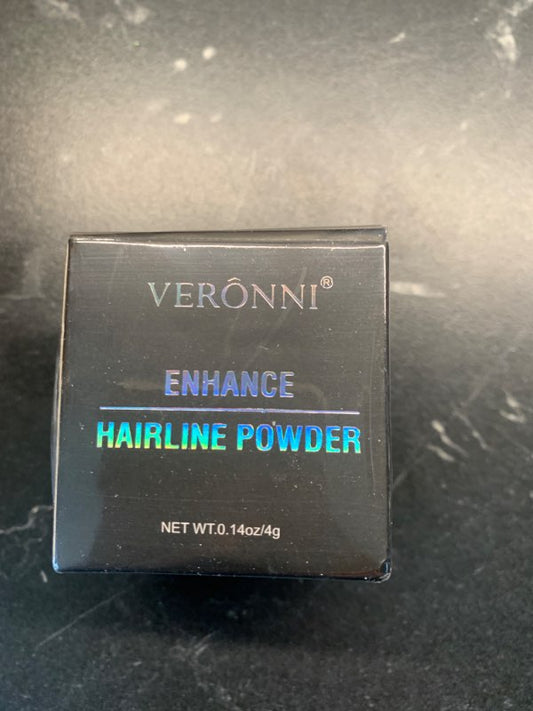 VERÔNNI®
ENHANCE
HAIRLINE POWDER
NET WT.0.14oz/4g